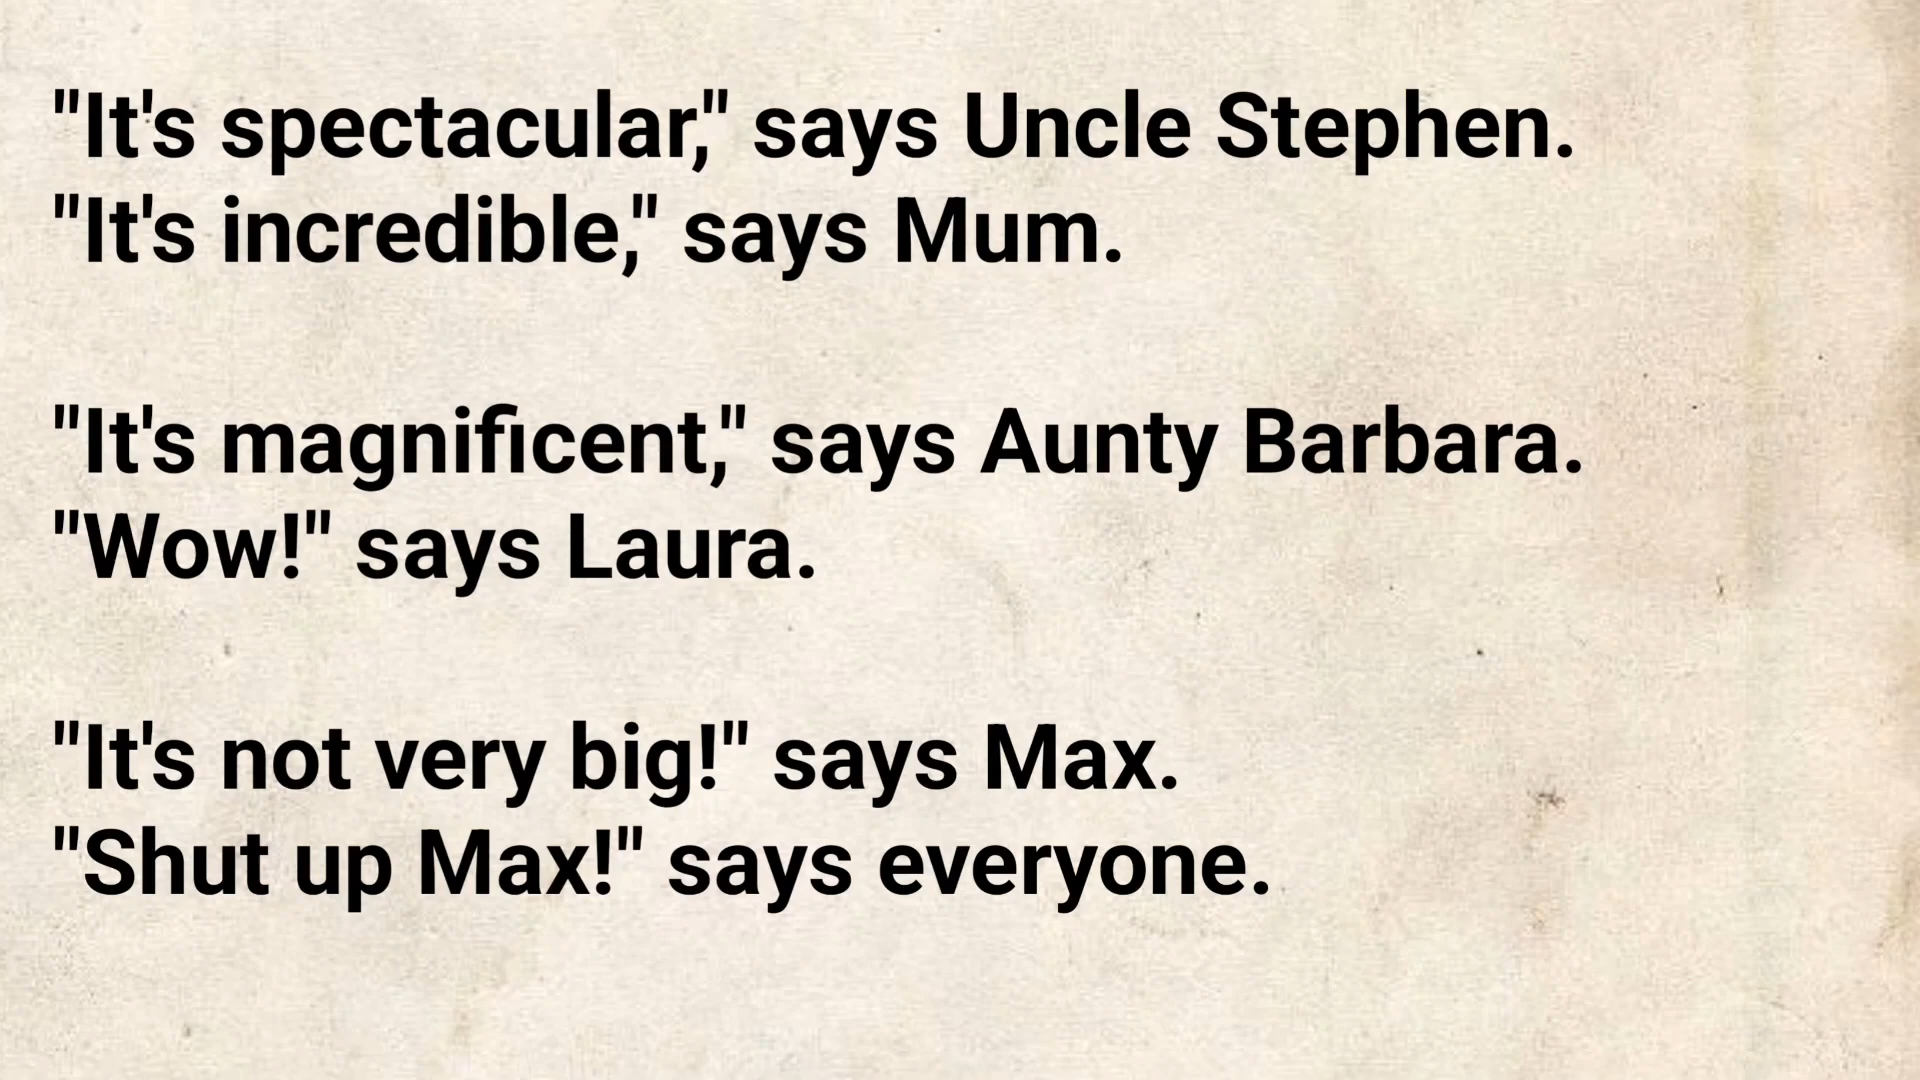 "It's spectacular," says Uncle Stephen.
"It's incredible," says Mum.
"It's magnificent," says Aunty Barbara.
"Wow!" says Laura.
"It's not very big!" says Max.
"Shut up Max!" says everyone.